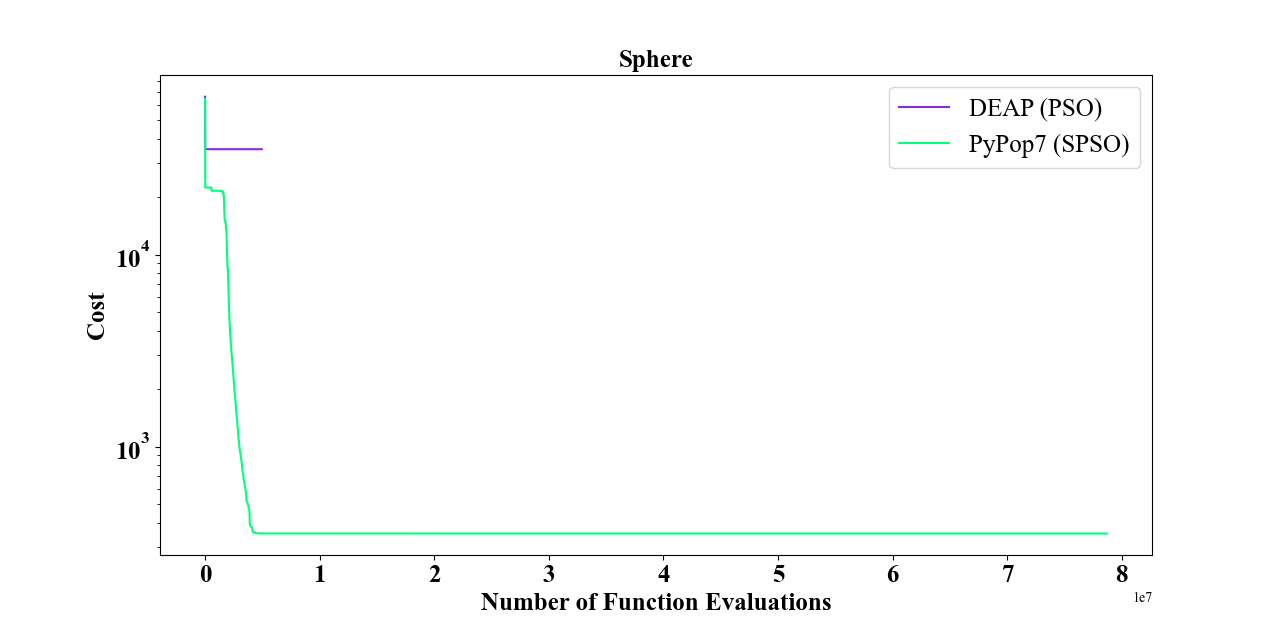 Sphere
DEAP (PSO)
PyPop7 (SPSO)
10^4
10^3
Cost
0 1 2 3 4 5 6 7 8
Number of Function Evaluations
1e7